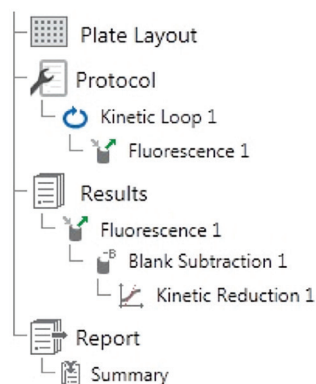 Plate Layout
Protocol
Kinetic Loop 1
Fluorescence 1
Results
Fluorescence 1
-B
Blank Subtraction 1
Kinetic Reduction 1
Report
Summary